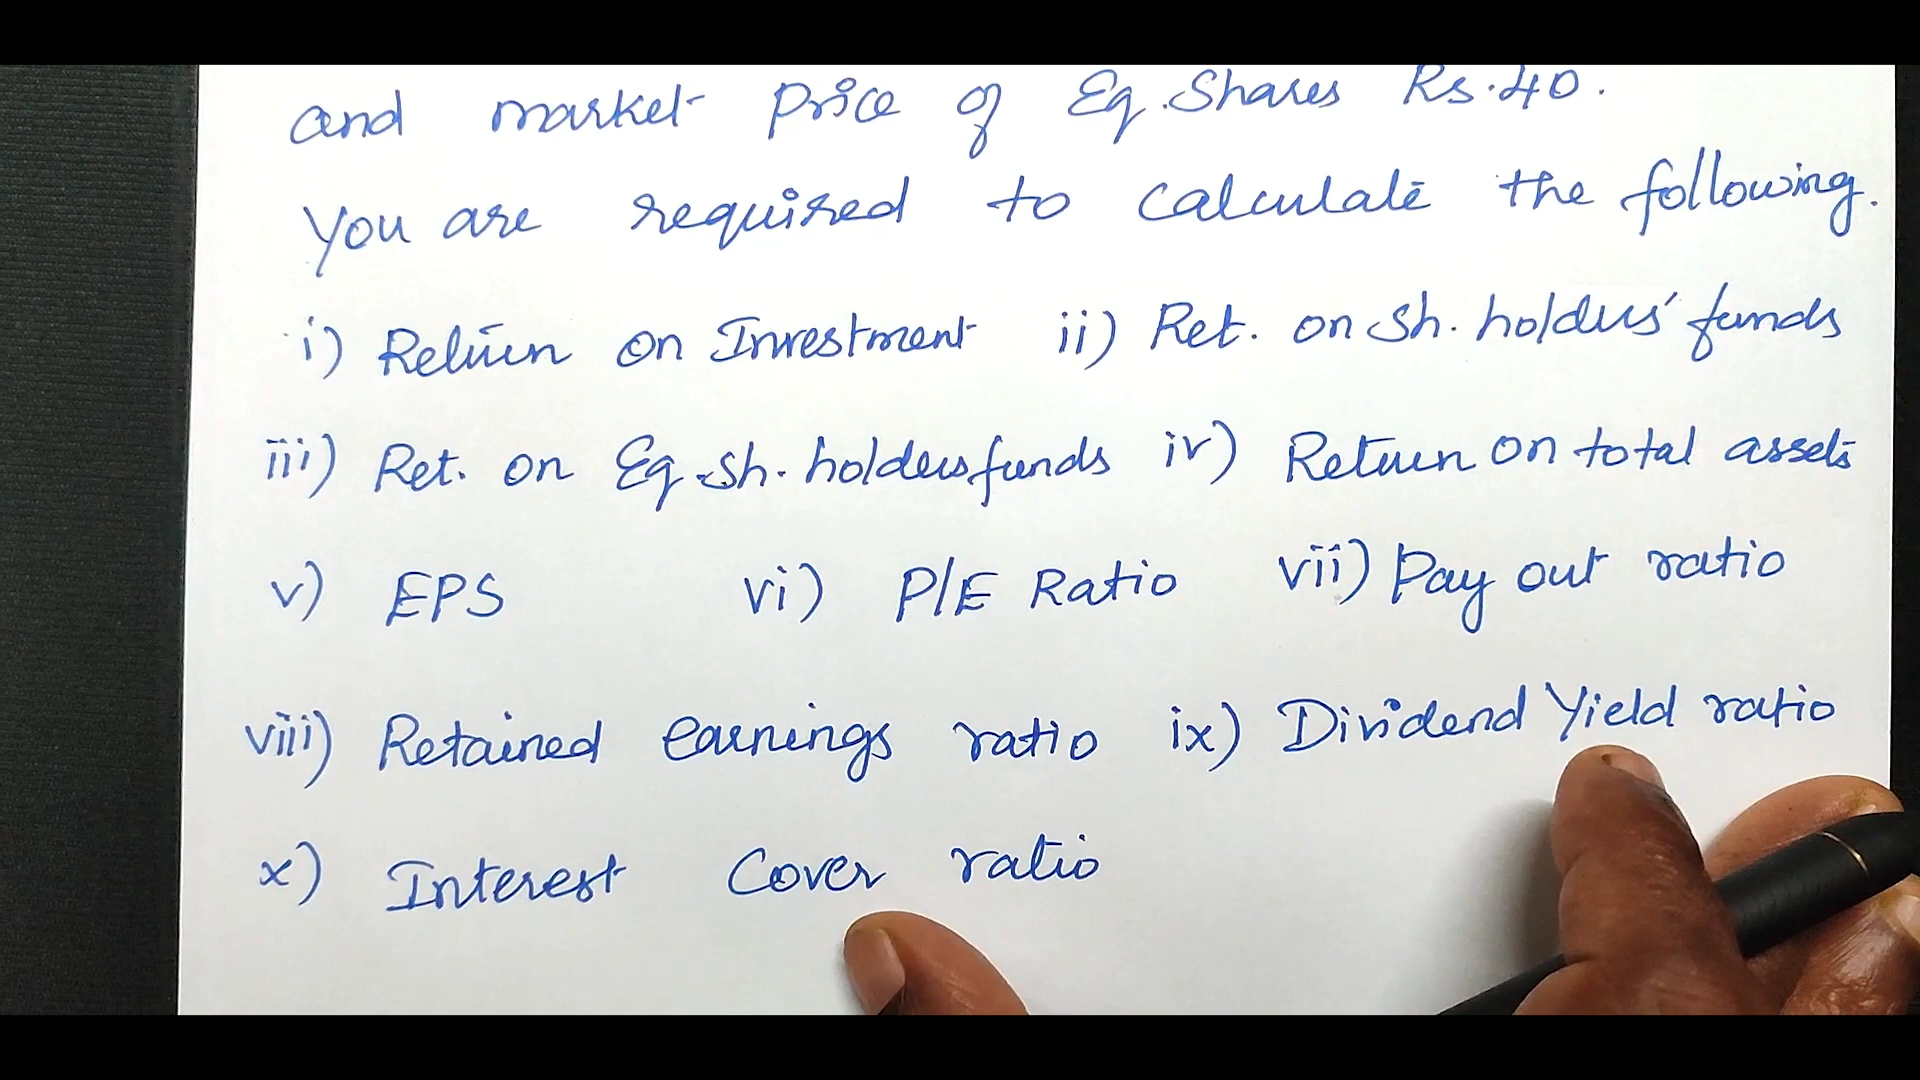 and market Price of Eq. Shares Rs. 40.
You are required to calculate the following.
i) Return on Investment ii) Ret. on Sh. holders' funds
iii) Ret. on Eq. sh. holders funds iv) Return on total assets
v) EPS vi) P/E Ratio vii) Pay out ratio
viii) Retained earnings ratio ix) Dividend Yield ratio
x) Interest Cover ratio